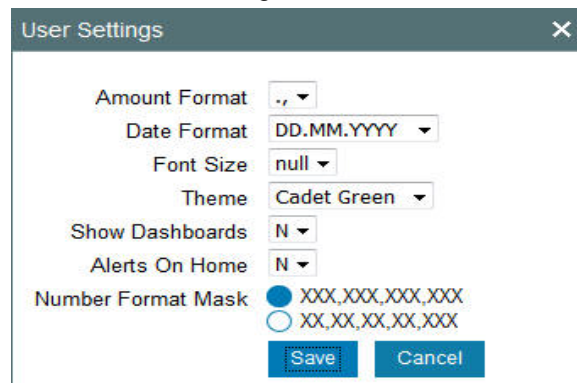 User Settings
Amount Format .,
Date Format DD.MM.YYYY
Font Size null
Theme Cadet Green
Show Dashboards N
Alerts On Home N
Number Format Mask XXX,XXX,XXX,XXX
XX,XX,XX,XX,XXX
Save Cancel